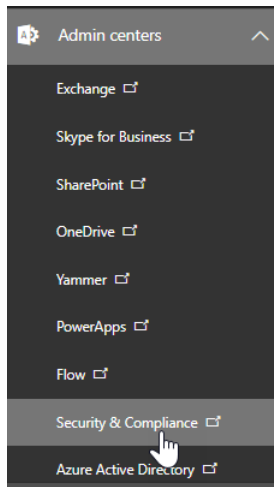 Admin centers
Exchange
Skype for Business
SharePoint
OneDrive
Yammer
PowerApps
Flow
Security & Compliance
Azure Active Directory